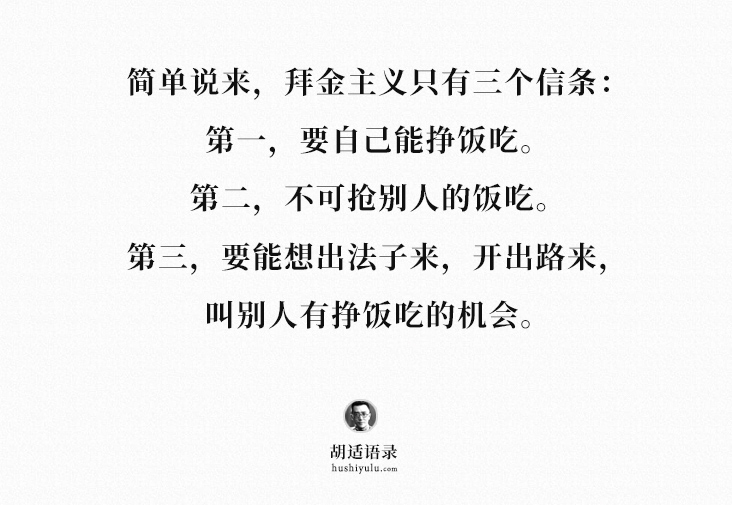 简单说来，拜金主义只有三个信条：
第一，要自己能挣饭吃。
第二，不可抢别人的饭吃。
第三，要能想出法子来，开出路来，
叫别人有挣饭吃的机会。
胡适语录
hushiyulu.com